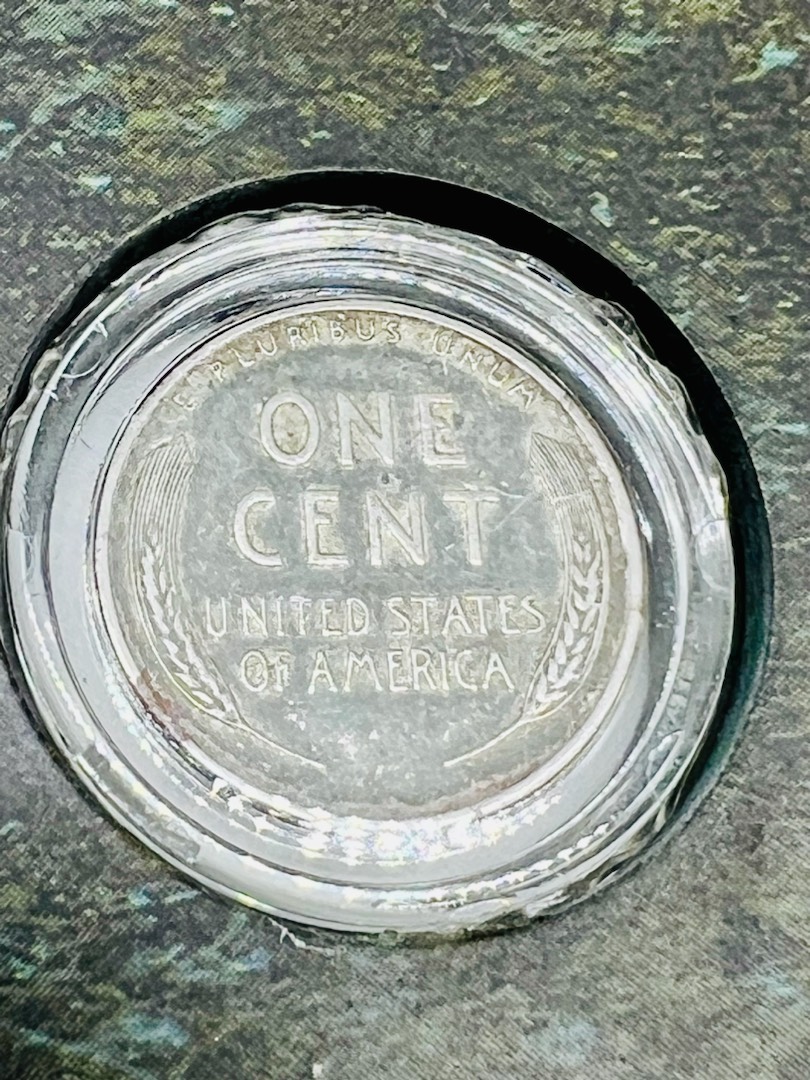 E PLURIBUS UNUM
ONE
CENT
UNITED STATES
OF AMERICA